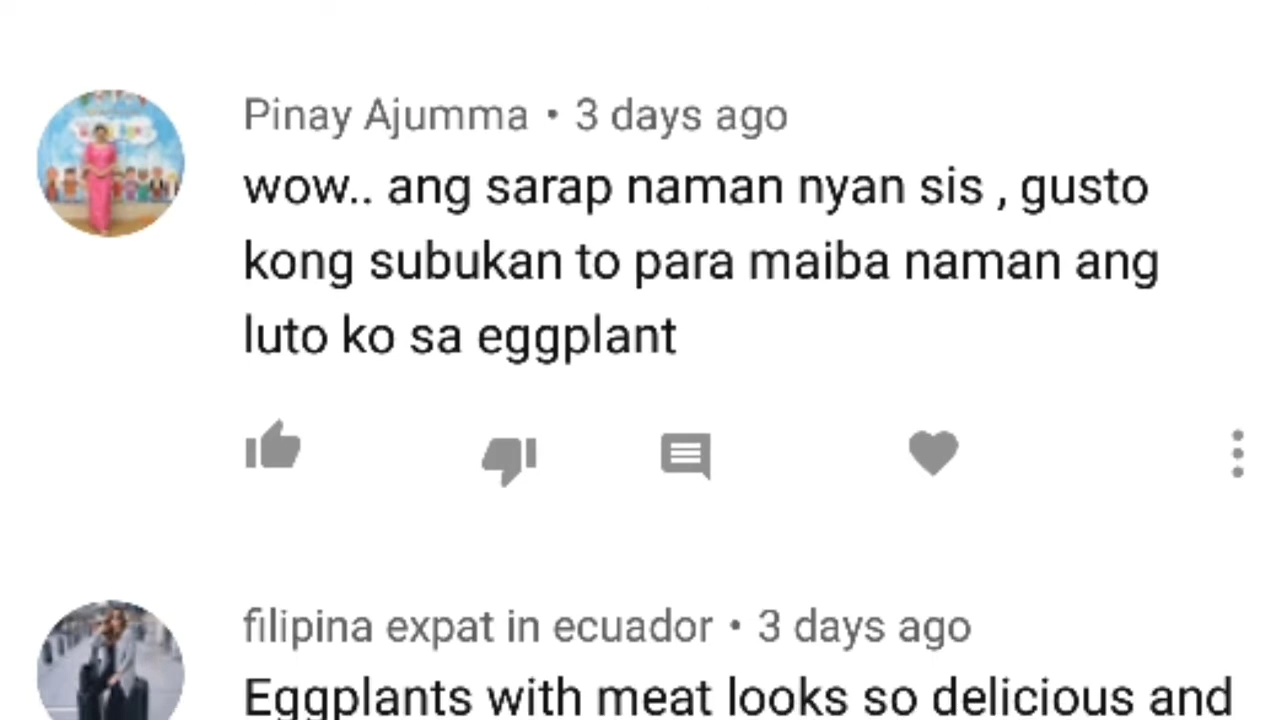 Pinay Ajumma • 3 days ago
wow.. ang sarap naman nyan sis , gusto
kong subukan to para maiba naman ang
luto ko sa eggplant
filipina expat in ecuador • 3 days ago
Eggplants with meat looks so delicious and